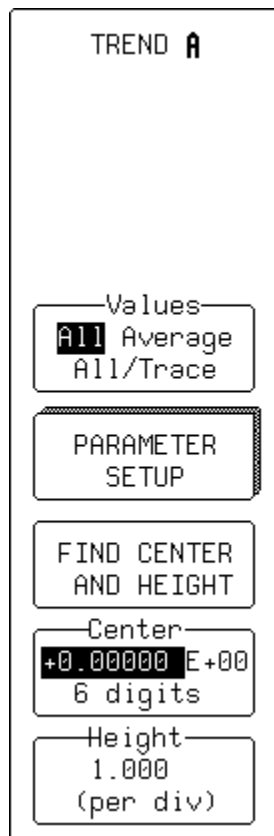 TREND A
Values
All Average
All/Trace
PARAMETER
SETUP
FIND CENTER
AND HEIGHT
Center
+0.00000 E+00
6 digits
Height
1.000
(per div)